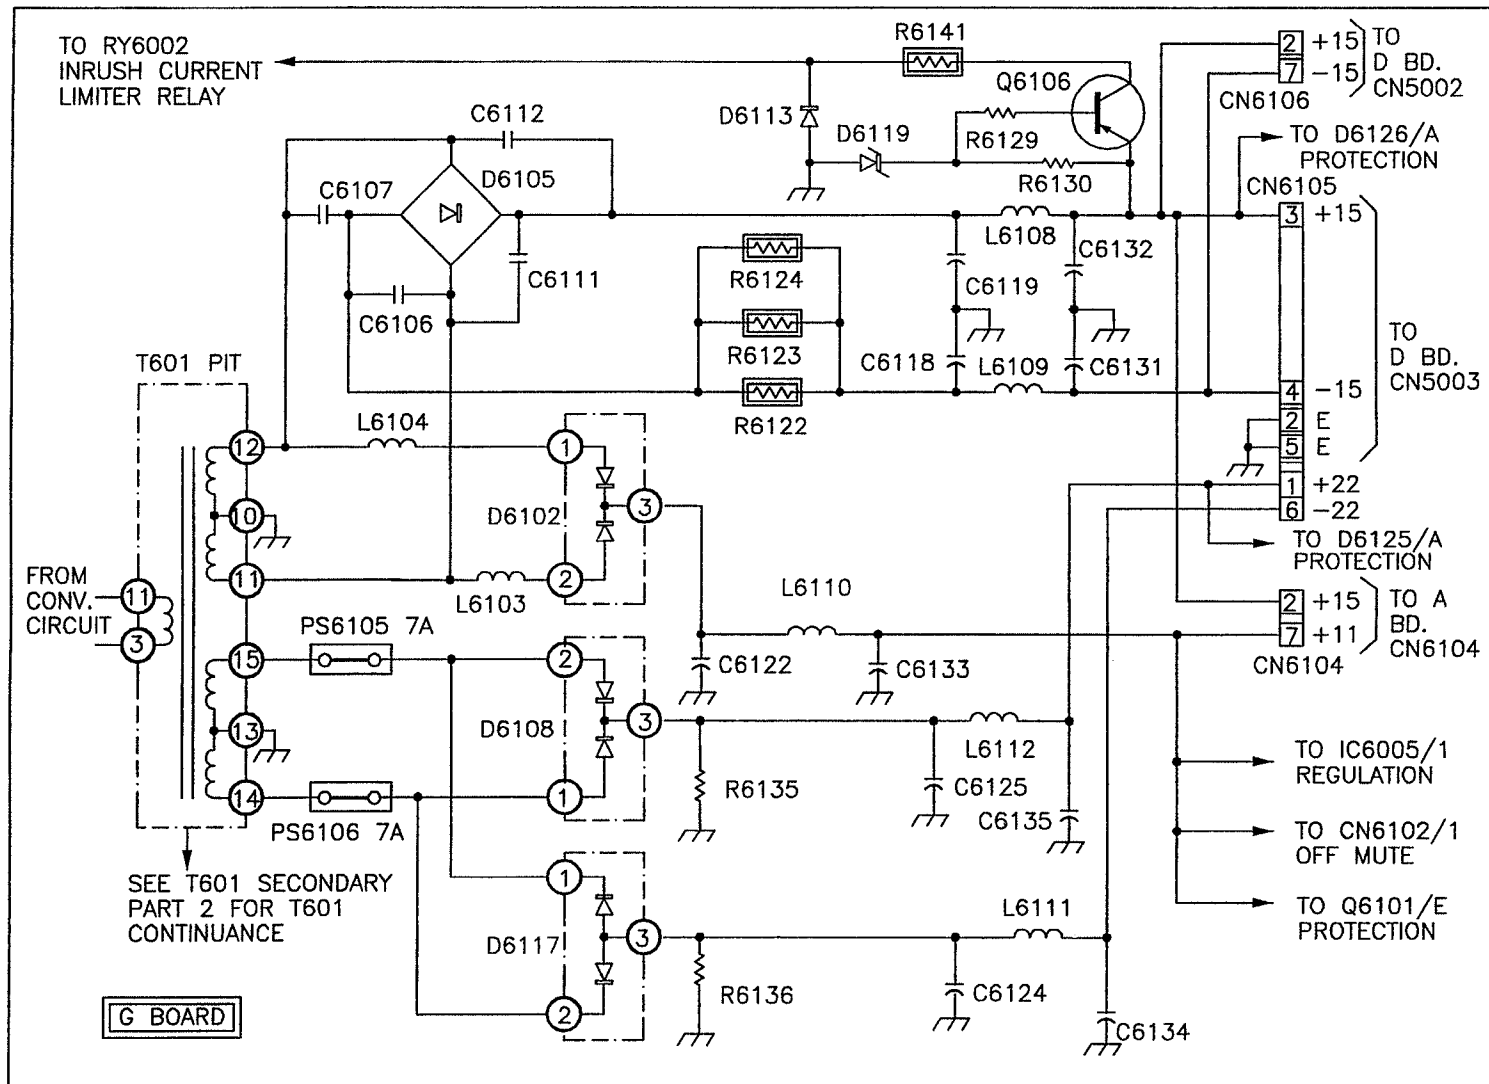 TO RY6002
INRUSH CURRENT
LIMITER RELAY
R6141
Q6106
2 +15
7 -15
TO
D BD.
CN5002
CN6106
C6112
D6113
D6119
R6129
R6130
TO D6126/A
PROTECTION
CN6105
C6107
D6105
3 +15
L6108
C6132
C6111
R6124
C6119
C6106
R6123
C6118
L6109
C6131
TO
D BD.
CN5003
T601 PIT
4 -15
2 E
5 E
1 +22
6 -22
R6122
L6104
12
1
10
D6102
3
11
2
L6103
TO D6125/A
PROTECTION
FROM
CONV.
CIRCUIT
11
3
L6110
2 +15
7 +11
TO A
BD.
CN6104
CN6104
PS6105 7A
15
2
C6122
C6133
13
D6108
3
L6112
14
1
R6135
C6125
C6135
PS6106 7A
TO IC6005/1
REGULATION
TO CN6102/1
OFF MUTE
TO Q6101/E
PROTECTION
SEE T601 SECONDARY
PART 2 FOR T601
CONTINUANCE
1
D6117
3
2
L6111
R6136
C6124
C6134
G BOARD